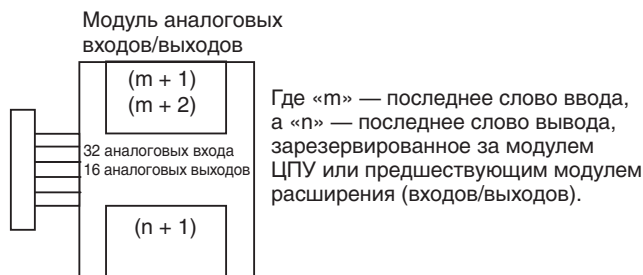 Модуль аналоговых
входов/выходов
(m + 1)
(m + 2)
32 аналоговых входа
16 аналоговых выходов
(n + 1)
Где «m» — последнее слово ввода,
а «n» — последнее слово вывода,
зарезервированное за модулем
ЦПУ или предшествующим модулем
расширения (входов/выходов).